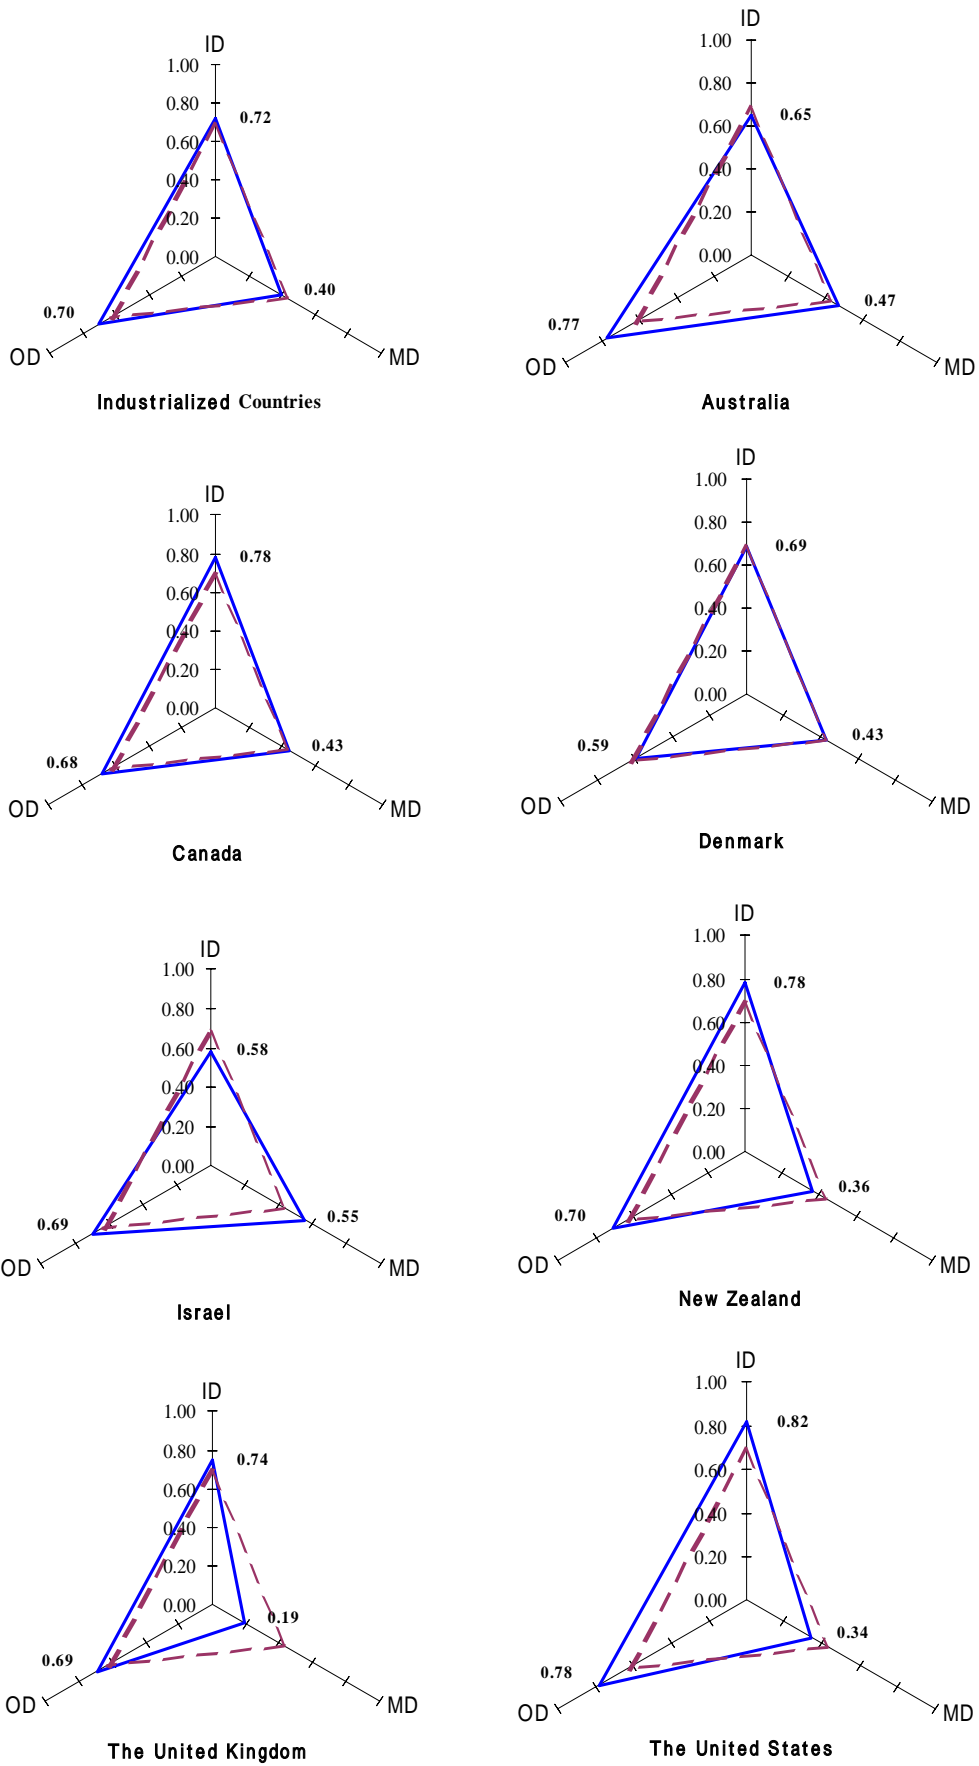 ID
1.00
0.80
0.72
0.60
0.40
0.20
0.00
0.40
0.70
OD
MD
Industrialized Countries
ID
1.00
0.80
0.65
0.60
0.40
0.20
0.00
0.47
0.77
OD
MD
Australia
ID
1.00
0.80
0.78
0.60
0.40
0.20
0.00
0.43
0.68
OD
MD
Canada
ID
1.00
0.80
0.69
0.60
0.40
0.20
0.00
0.43
0.59
OD
MD
Denmark
ID
1.00
0.80
0.60
0.58
0.40
0.20
0.00
0.55
0.69
OD
MD
Israel
ID
1.00
0.80
0.78
0.60
0.40
0.20
0.00
0.36
0.70
OD
MD
New Zealand
ID
1.00
0.80
0.74
0.60
0.40
0.20
0.00
0.19
0.69
OD
MD
The United Kingdom
ID
1.00
0.82
0.80
0.60
0.40
0.20
0.00
0.34
0.78
OD
MD
The United States